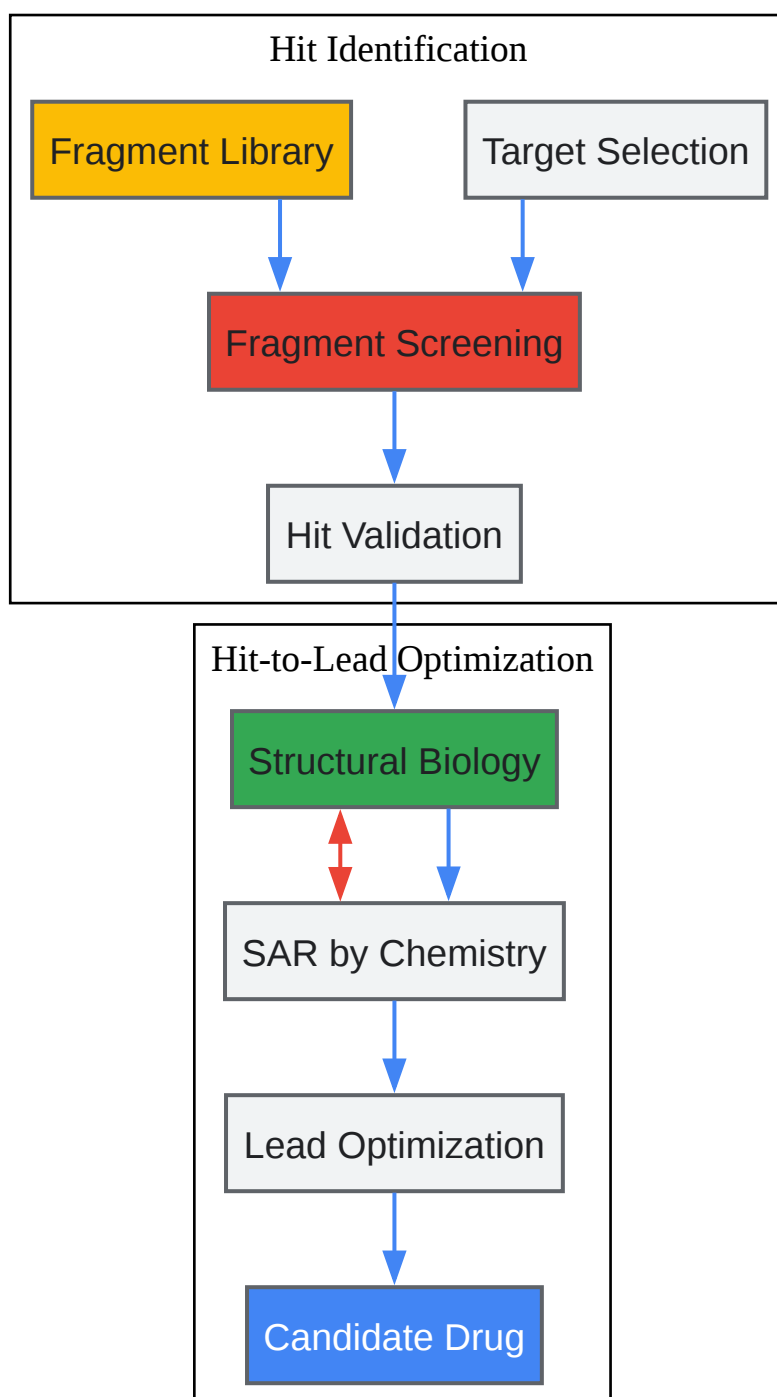 Hit Identification
Fragment Library
Target Selection
Fragment Screening
Hit Validation
Hit-to-Lead Optimization
Structural Biology
SAR by Chemistry
Lead Optimization
Candidate Drug